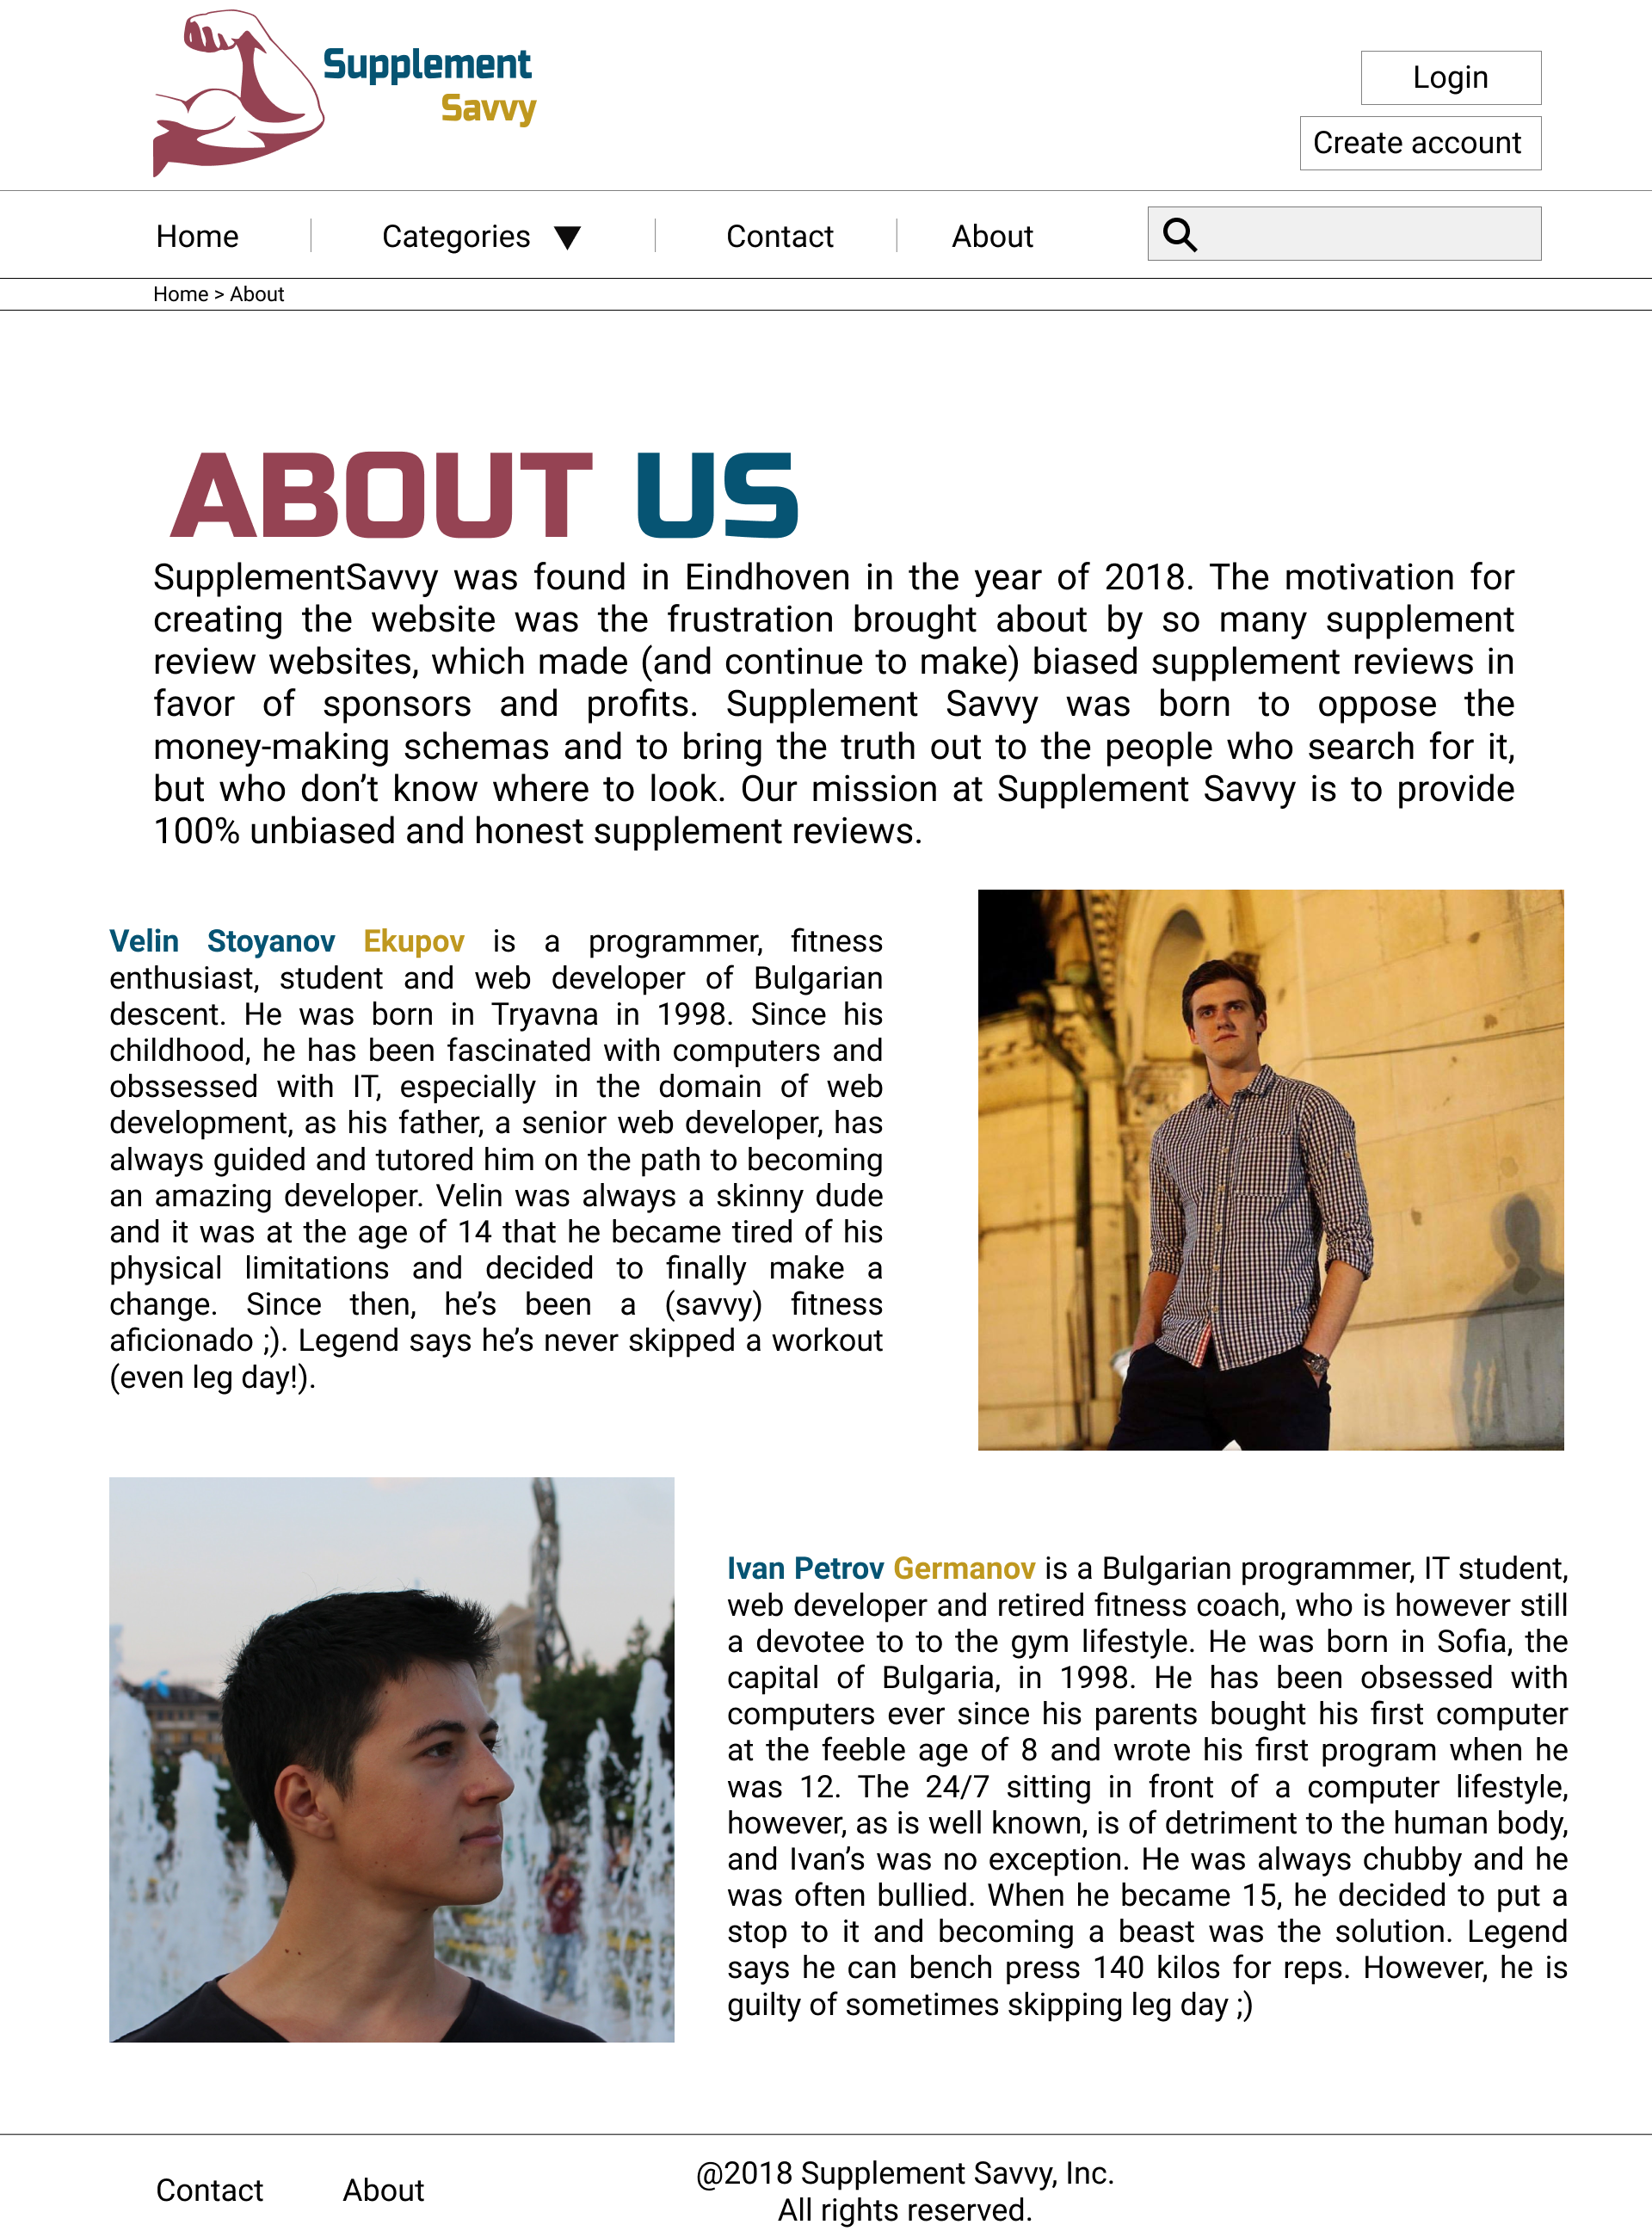 Supplement
Savvy
Login
Create account
Home
Categories
Contact
About
Home > About
ABOUT US
SupplementSavvy was found in Eindhoven in the year of 2018. The motivation for
creating the website was the frustration brought about by so many supplement
review websites, which made (and continue to make) biased supplement reviews in
favor of sponsors and profits. Supplement Savvy was born to oppose the
money-making schemas and to bring the truth out to the people who search for it,
but who don’t know where to look. Our mission at Supplement Savvy is to provide
100% unbiased and honest supplement reviews.
Velin Stoyanov Ekupov is a programmer, fitness
enthusiast, student and web developer of Bulgarian
descent. He was born in Tryavna in 1998. Since his
childhood, he has been fascinated with computers and
obssessed with IT, especially in the domain of web
development, as his father, a senior web developer, has
always guided and tutored him on the path to becoming
an amazing developer. Velin was always a skinny dude
and it was at the age of 14 that he became tired of his
physical limitations and decided to finally make a
change. Since then, he’s been a (savvy) fitness
aficionado ;). Legend says he’s never skipped a workout
(even leg day!).
Ivan Petrov Germanov is a Bulgarian programmer, IT student,
web developer and retired fitness coach, who is however still
a devotee to to the gym lifestyle. He was born in Sofia, the
capital of Bulgaria, in 1998. He has been obsessed with
computers ever since his parents bought his first computer
at the feeble age of 8 and wrote his first program when he
was 12. The 24/7 sitting in front of a computer lifestyle,
however, as is well known, is of detriment to the human body,
and Ivan’s was no exception. He was always chubby and he
was often bullied. When he became 15, he decided to put a
stop to it and becoming a beast was the solution. Legend
says he can bench press 140 kilos for reps. However, he is
guilty of sometimes skipping leg day ;)
Contact
About
@2018 Supplement Savvy, Inc.
All rights reserved.